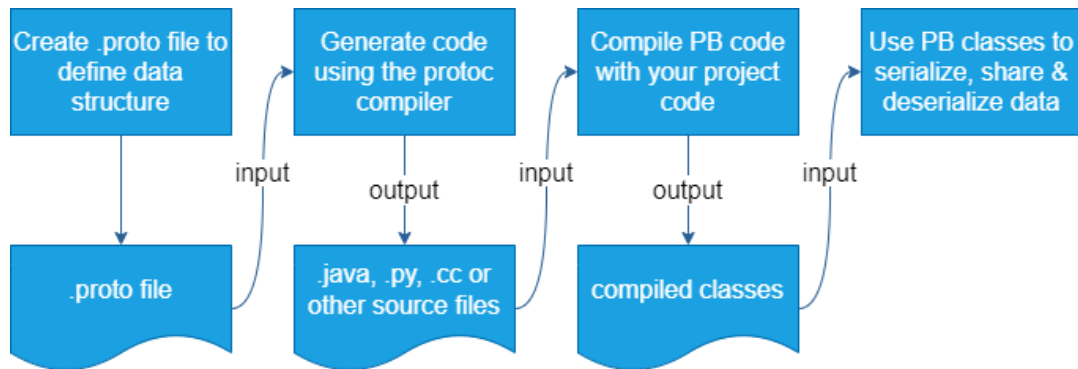 Create .proto file to
define data
structure
Generate code
using the protoc
compiler
Compile PB code
with your project
code
Use PB classes to
serialize, share &
deserialize data
input
output
input
output
input
.proto file
.java, .py, .cc or
other source files
compiled classes